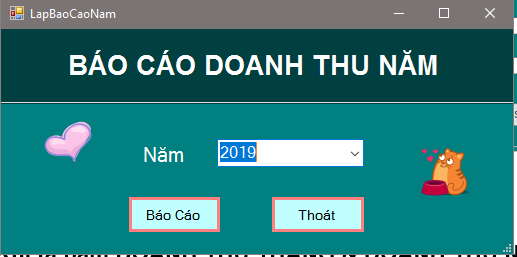 LapBaoCaoNam
BÁO CÁO DOANH THU NĂM
Năm
2019
Báo Cáo
Thoát